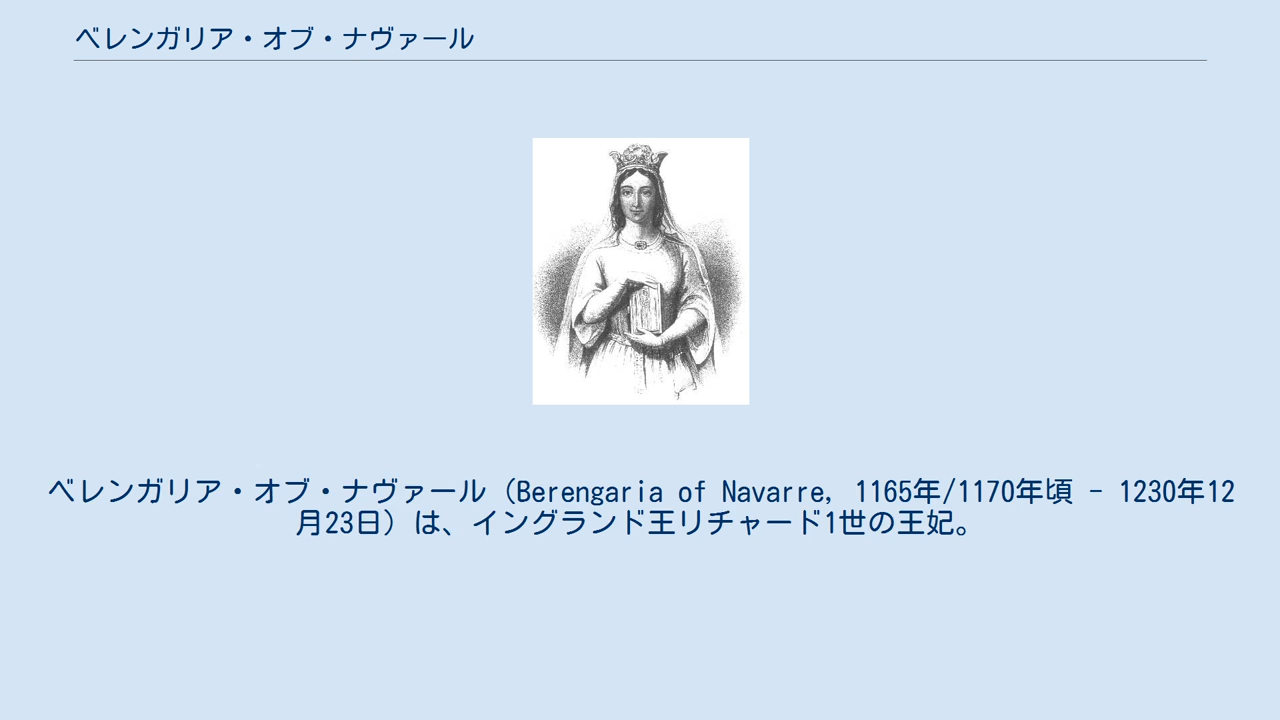 ベレンガリア・オブ・ナヴァール
ベレンガリア・オブ・ナヴァール（Berengaria of Navarre, 1165年/1170年頃 - 1230年12
月23日）は、イングランド王リチャード1世の王妃。